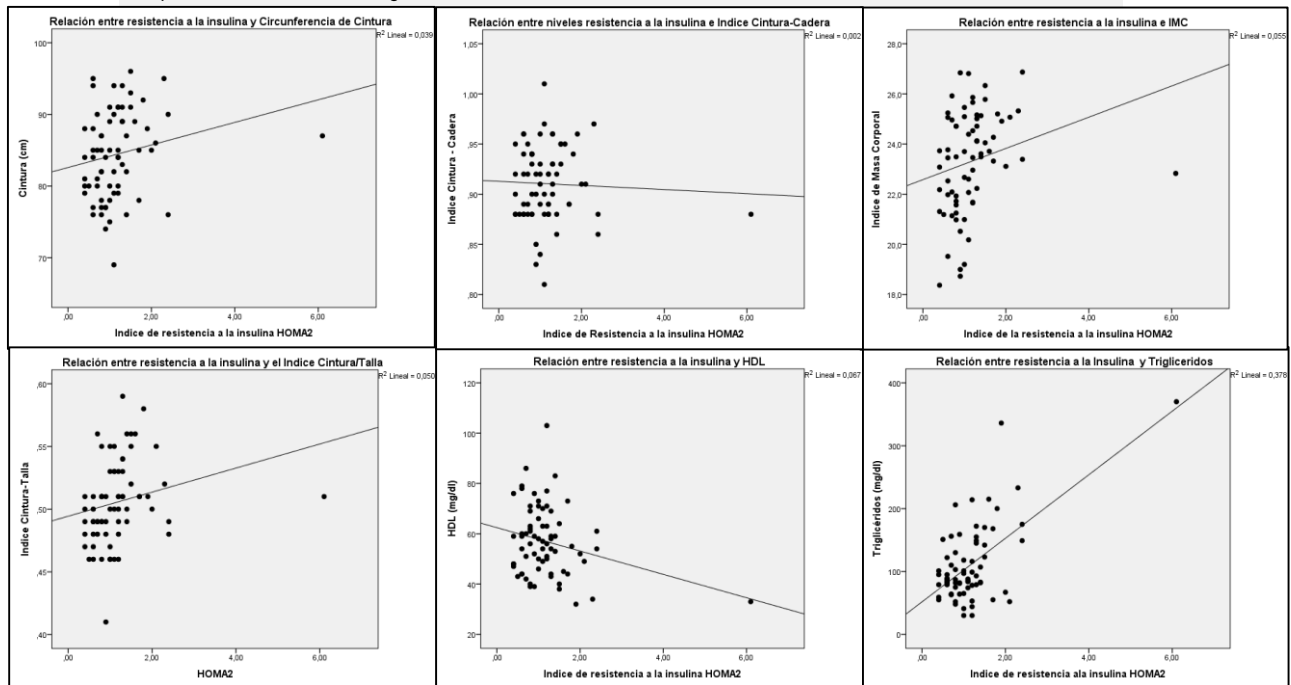 Relación entre resistencia a la insulina y Circunferencia de Cintura
R² Lineal = 0,039
100
90
80
70
Cintura (cm)
,00
2,00
4,00
6,00
Indice de resistencia a la insulina HOMA2
Relación entre niveles resistencia a la insulina e Indice Cintura-Cadera
R² Lineal = 0,002
1,05
1,00
,95
,90
,85
,80
Indice Cintura - Cadera
,00
2,00
4,00
6,00
Indice de Resistencia a la insulina HOMA2
Relación entre resistencia a la insulina e IMC
R² Lineal = 0,055
28,0
26,0
24,0
22,0
20,0
18,0
Indice de Masa Corporal
,00
2,00
4,00
6,00
Indice de la resistencia a la insulina HOMA2
Relación entre resistencia a la insulina y el Indice Cintura/Talla
R² Lineal = 0,050
,60
,55
,50
,45
,40
Indice Cintura-Talla
,00
2,00
4,00
6,00
HOMA2
Relación entre resistencia a la insulina y HDL
R² Lineal = 0,067
120
100
80
60
40
20
HDL (mg/dl)
,00
2,00
4,00
6,00
Indice de resistencia a la insulina HOMA2
Relación entre resistencia a la Insulina y Trigliceridos
R² Lineal = 0,378
400
300
200
100
0
Triglicéridos (mg/dl)
,00
2,00
4,00
6,00
Indice de resistencia ala insulina HOMA2